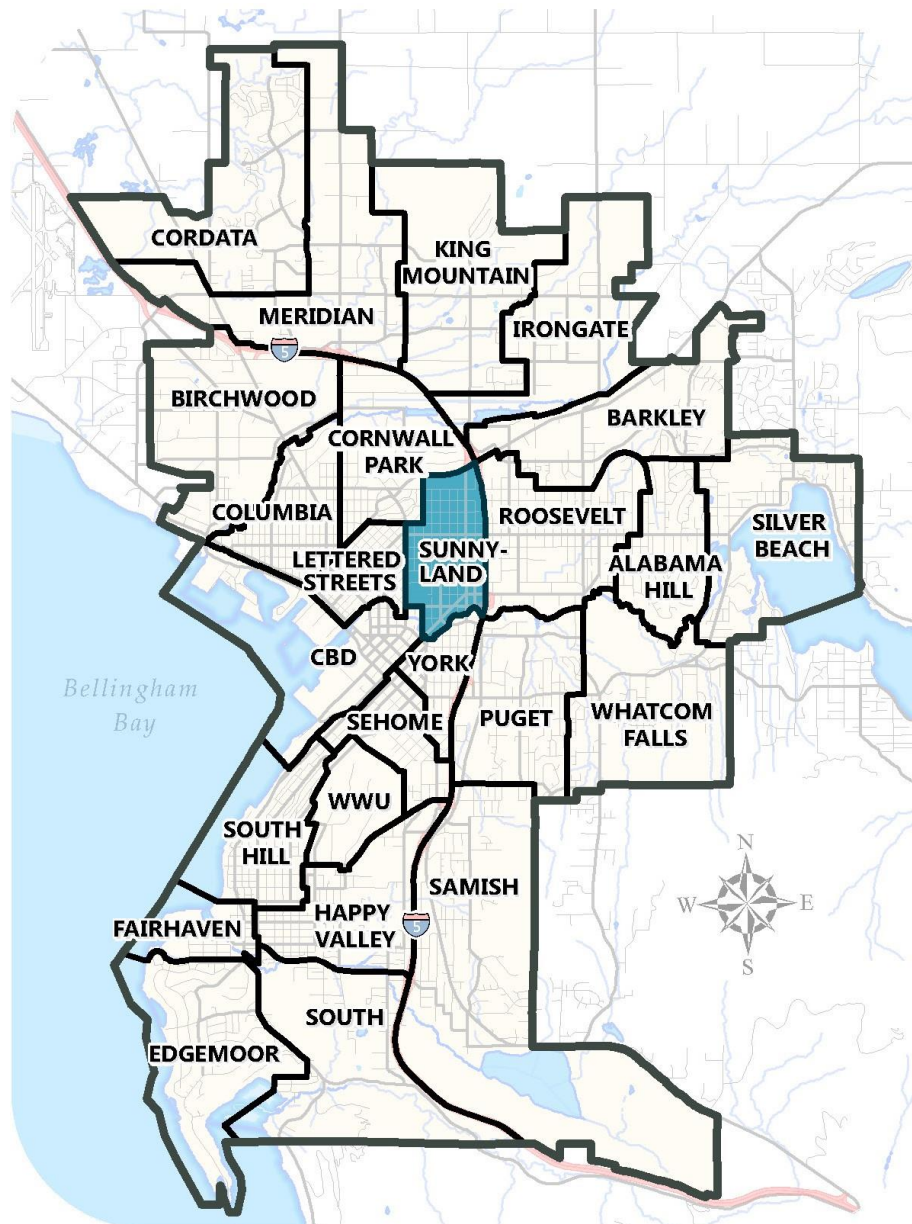 CORDATA
KING
MOUNTAIN
MERIDIAN
IRONGATE
5
BIRCHWOOD
BARKLEY
CORNWALL
PARK
COLUMBIA
ROOSEVELT
SILVER
BEACH
LETTERED
STREETS
SUNNY-
LAND
ALABAMA
HILL
CBD
YORK
Bellingham
Bay
SEHOME
PUGET
WHATCOM
FALLS
WWU
SOUTH
HILL
N
W
E
S
SAMISH
FAIRHAVEN
HAPPY
VALLEY
5
SOUTH
EDGEMOOR